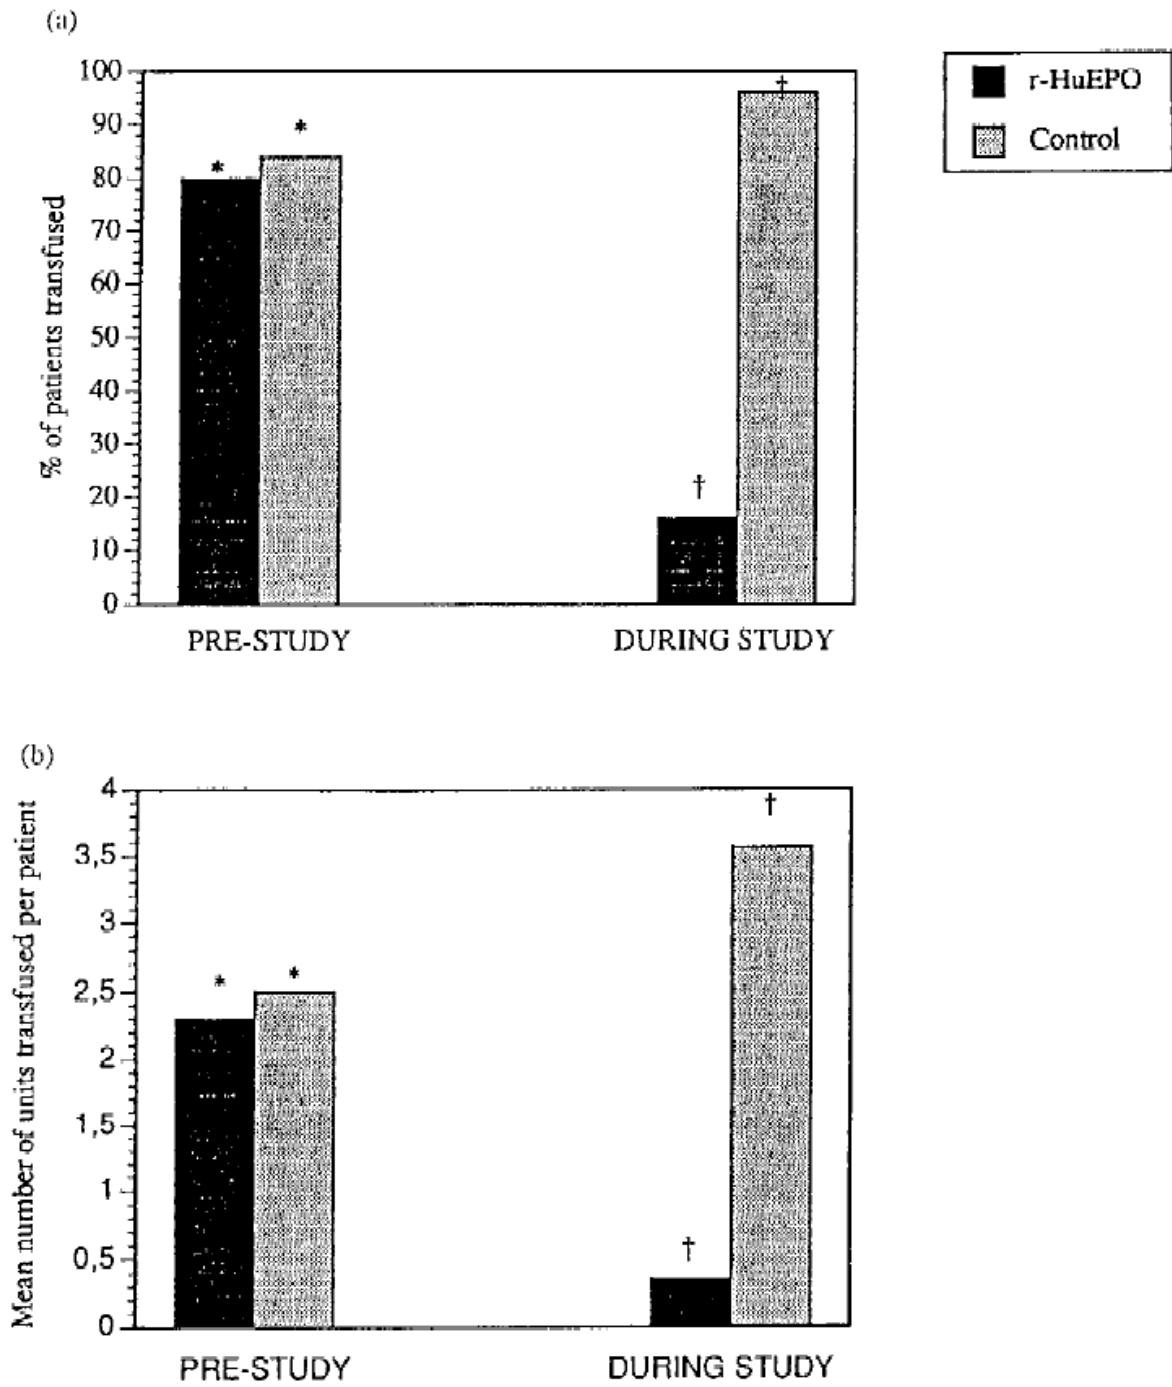 (a)
r-HuEPO
Control
% of patients transfused
100
90
80
70
60
50
40
30
20
10
0
*
*
†
†
PRE-STUDY
DURING STUDY
(b)
Mean number of units transfused per patient
4
3,5
3
2,5
2
1,5
1
0,5
0
*
*
†
†
PRE-STUDY
DURING STUDY